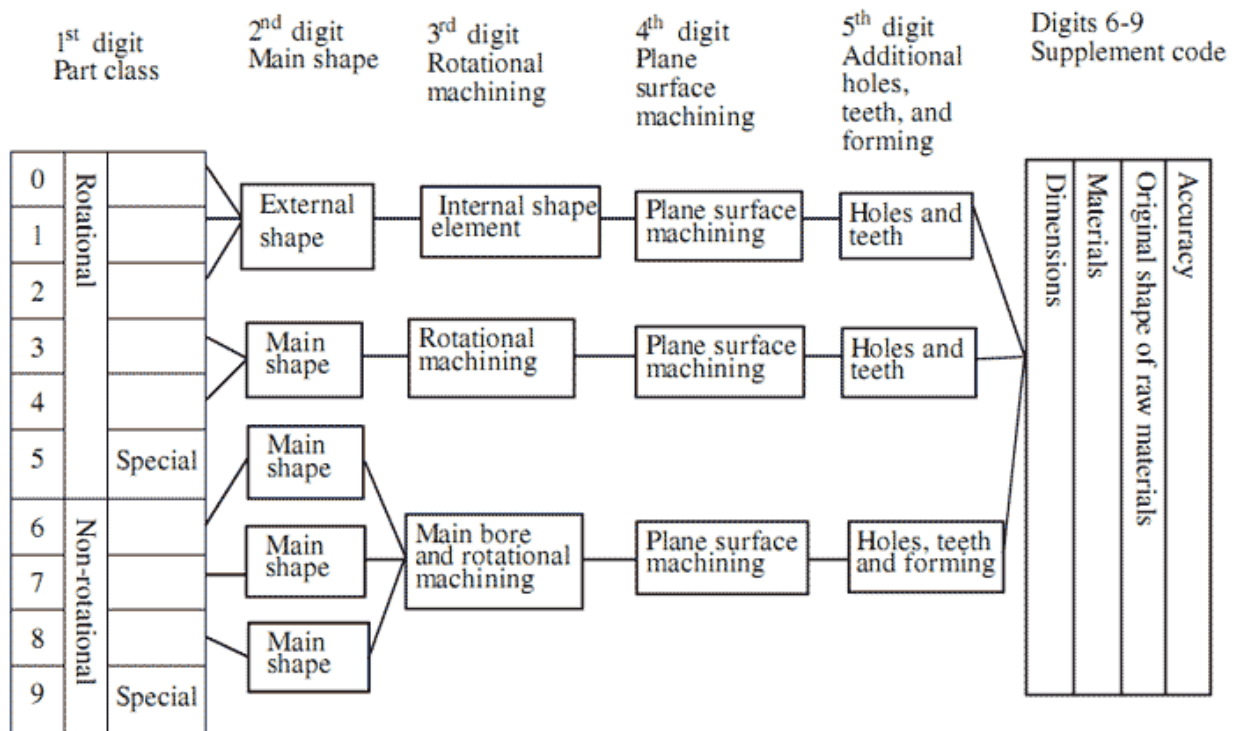 1st digit
Part class
2nd digit
Main shape
3rd digit
Rotational
machining
4th digit
Plane
surface
machining
5th digit
Additional
holes,
teeth, and
forming
Digits 6-9
Supplement code
0
1
2
3
4
5
6
7
8
9
Rotational
Non-rotational
Special
Special
External
shape
Internal shape
element
Plane surface
machining
Holes and
teeth
Main
shape
Rotational
machining
Plane surface
machining
Holes and
teeth
Main
shape
Main
shape
Main
shape
Main bore
and rotational
machining
Plane surface
machining
Holes, teeth
and forming
Dimensions
Materials
Original shape of raw materials
Accuracy